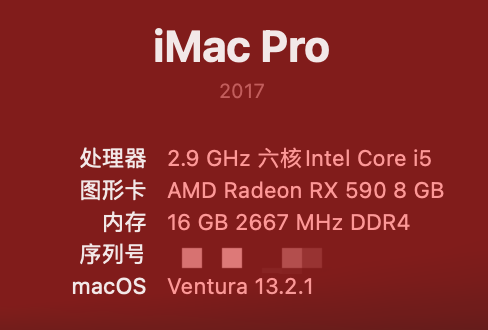 iMac Pro
2017
处理器 2.9 GHz 六核Intel Core i5
图形卡 AMD Radeon RX 590 8 GB
内存 16 GB 2667 MHz DDR4
序列号
macOS Ventura 13.2.1